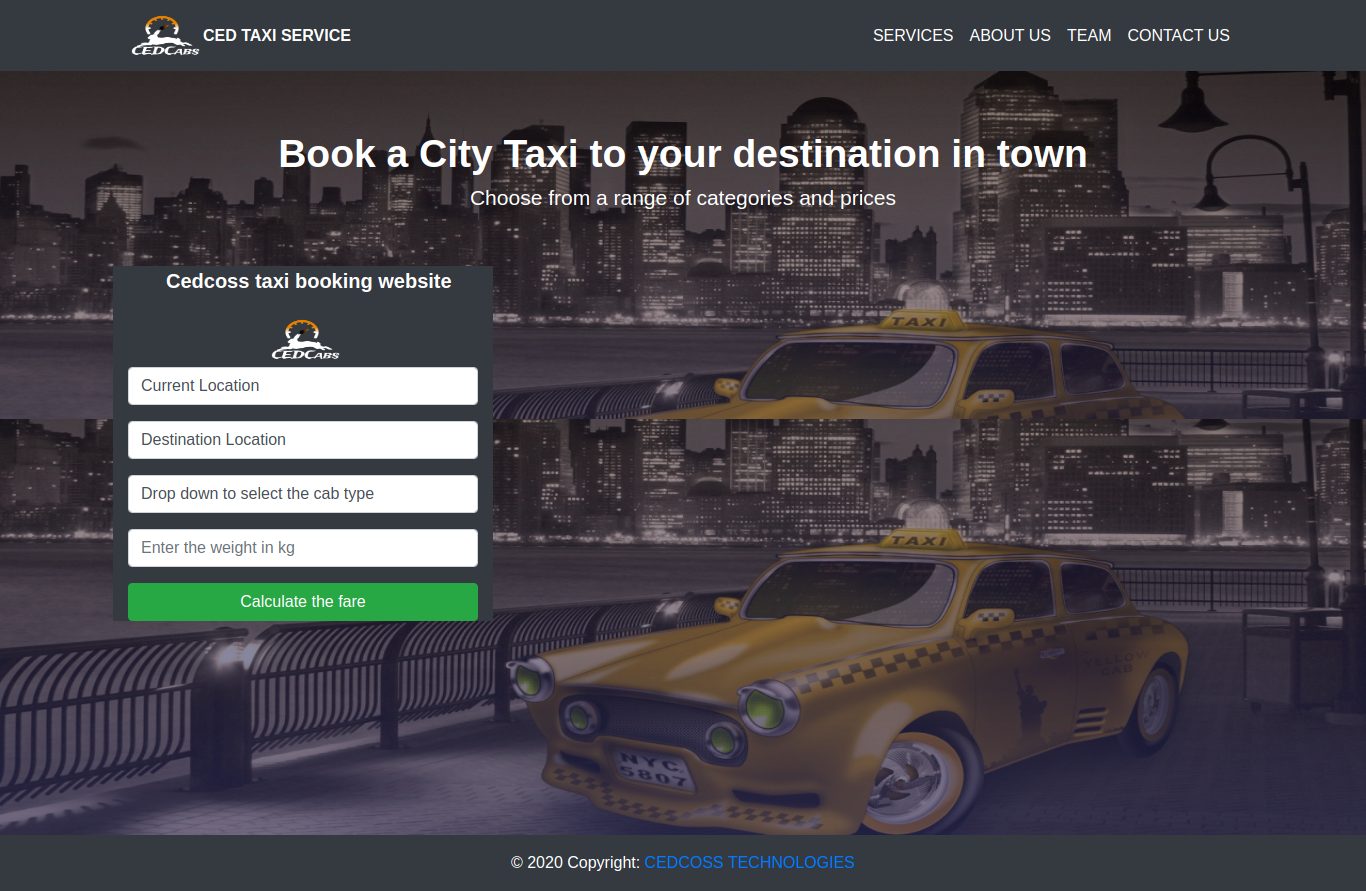 CEDCABS
CED TAXI SERVICE
SERVICES ABOUT US TEAM CONTACT US
Book a City Taxi to your destination in town
Choose from a range of categories and prices
Cedcoss taxi booking website
CEDCABS
Current Location
Destination Location
Drop down to select the cab type
Enter the weight in kg
Calculate the fare
TAXI
TAXI
YELLOW
CAB
NYC
5807
© 2020 Copyright: CEDCOSS TECHNOLOGIES